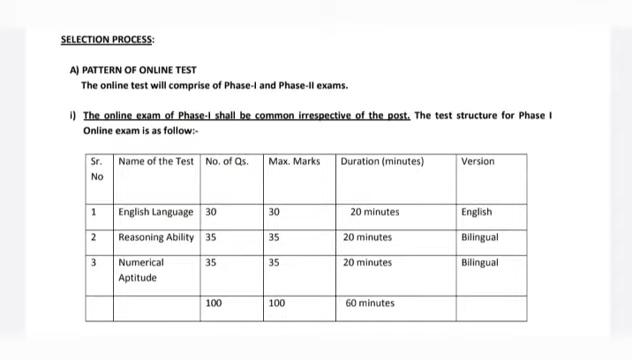 SELECTION PROCESS:
A) PATTERN OF ONLINE TEST
The online test will comprise of Phase-I and Phase-II exams.
i) The online exam of Phase-I shall be common irrespective of the post. The test structure for Phase I
Online exam is as follow:-
Sr. No Name of the Test No. of Qs. Max. Marks Duration (minutes) Version
1 English Language 30 30 20 minutes English
2 Reasoning Ability 35 35 20 minutes Bilingual
3 Numerical Aptitude 35 35 20 minutes Bilingual
100 100 60 minutes